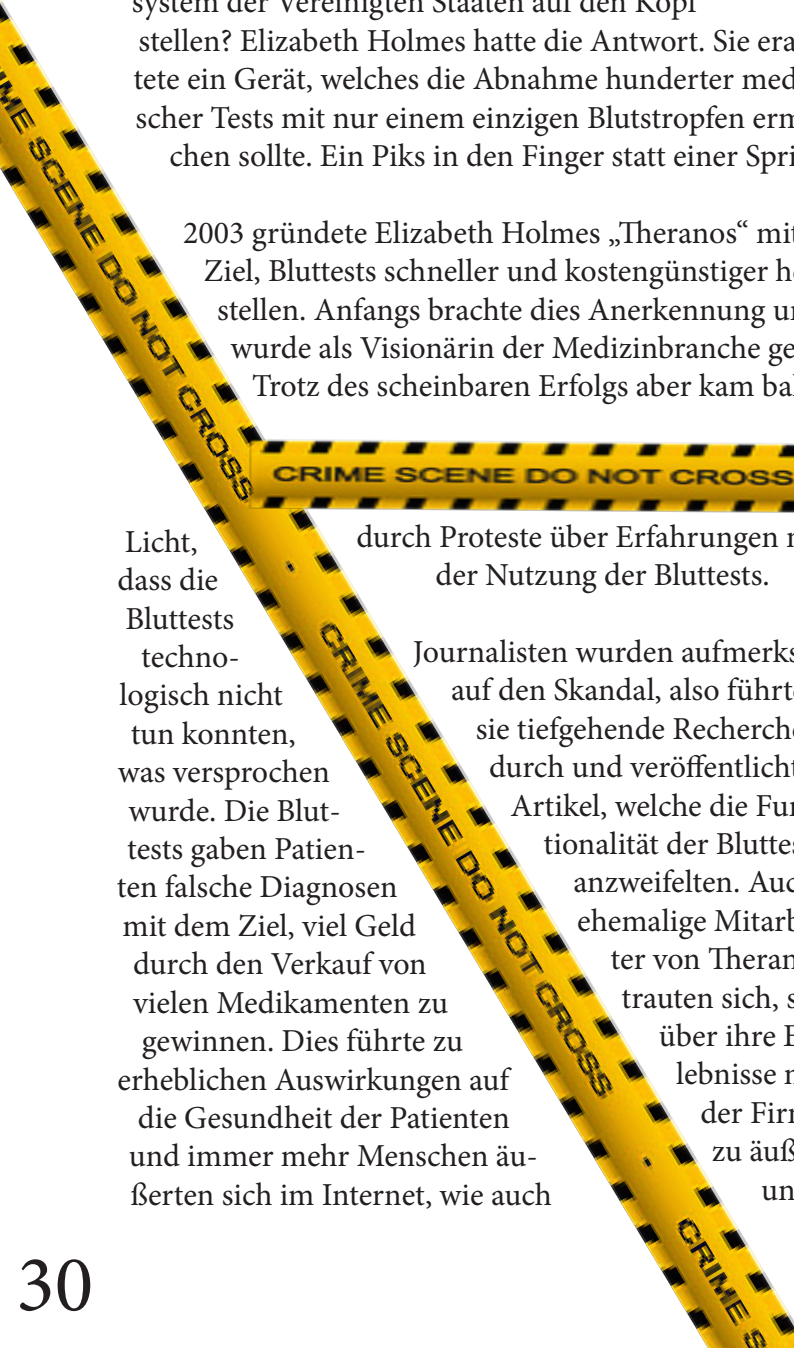 system der Vereinigten Staaten auf den Kopf
stellen? Elizabeth Holmes hatte die Antwort. Sie era
tete ein Gerät, welches die Abnahme hunderter med
scher Tests mit nur einem einzigen Blutstropfen erm
chen sollte. Ein Piks in den Finger statt einer Spri
2003 gründete Elizabeth Holmes „Theranos“ mit
Ziel, Bluttests schneller und kostengünstiger he
stellen. Anfangs brachte dies Anerkennung un
wurde als Visionärin der Medizinbranche ge
Trotz des scheinbaren Erfolgs aber kam bal
CRIME SCENE DO NOT CROSS
CRIME SCENE DO NOT CROSS
Licht,
dass die
Bluttests
techno-
logisch nicht
tun konnten,
was versprochen
wurde. Die Blut-
tests gaben Patien-
ten falsche Diagnosen
mit dem Ziel, viel Geld
durch den Verkauf von
vielen Medikamenten zu
gewinnen. Dies führte zu
erheblichen Auswirkungen auf
die Gesundheit der Patienten
und immer mehr Menschen äu-
ßerten sich im Internet, wie auch
CRIME SCENE DO NOT CROSS
durch Proteste über Erfahrungen m
der Nutzung der Bluttests.
Journalisten wurden aufmerks
auf den Skandal, also führte
sie tiefgehende Recherche
durch und veröffentlicht
Artikel, welche die Fun
tionalität der Bluttes
anzweifelten. Auc
ehemalige Mitarb
ter von Theran
trauten sich, s
über ihre E
lebnisse m
der Firm
zu äuß
un
CRIME S
30